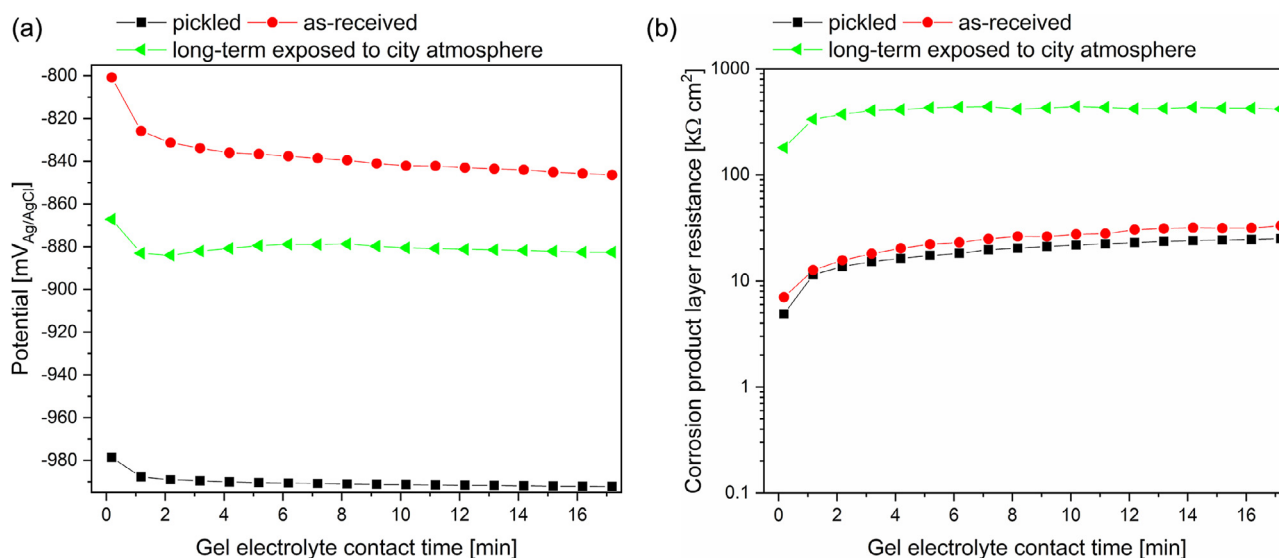 (a)
pickled as-received
long-term exposed to city atmosphere
-800
-820
-840
-860
-880
-900
-920
-940
-960
-980
Potential [mV_Ag/AgCl]
0 2 4 6 8 10 12 14 16
Gel electrolyte contact time [min]
(b)
pickled as-received
long-term exposed to city atmosphere
1000
100
10
1
0.1
Corrosion product layer resistance [kΩ cm²]
0 2 4 6 8 10 12 14 16
Gel electrolyte contact time [min]